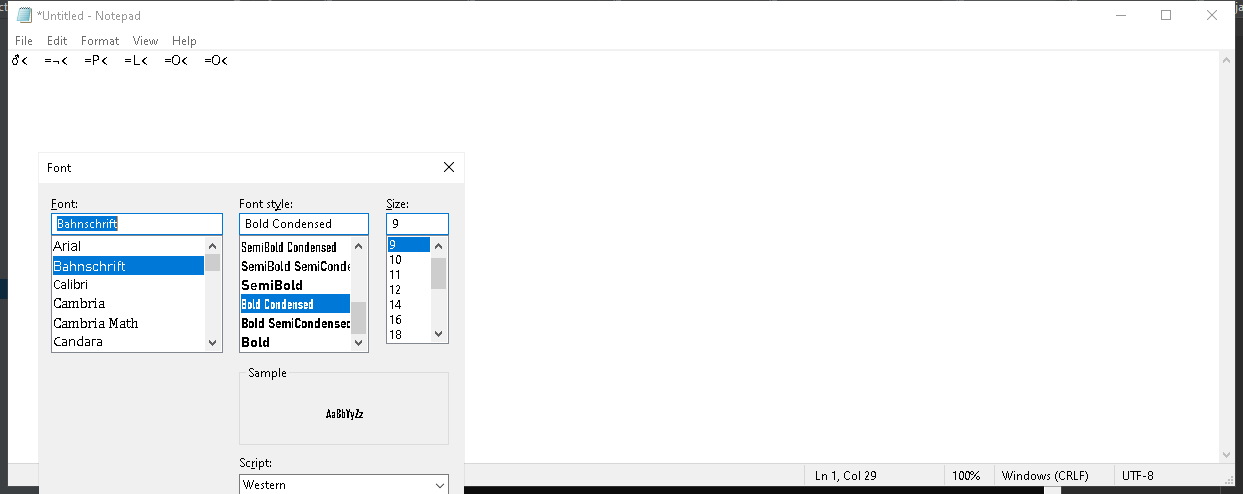 *Untitled - Notepad
File Edit Format View Help
♂< =¬< =P< =L< =O< =O<
Font
Font: Font style: Size:
Bahnschrift Bold Condensed 9
Arial SemiBold Condensed 9
Bahnschrift SemiBold SemiConde 10
Calibri SemiBold 11
Cambria Bold Condensed 12
Cambria Math Bold SemiCondensed 14
Candara Bold 16
18
Sample
AaBbYyZz
Script:
Western
Ln 1, Col 29 100% Windows (CRLF) UTF-8